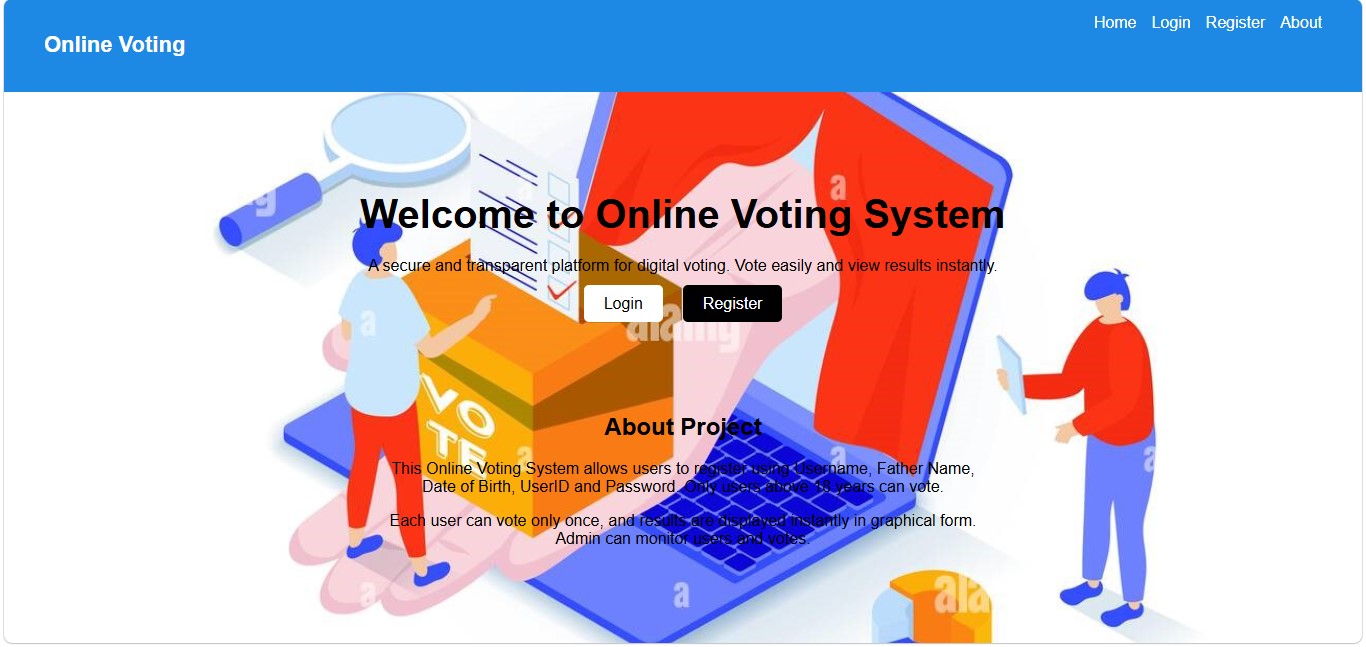 Online Voting
Home Login Register About
Welcome to Online Voting System
A secure and transparent platform for digital voting. Vote easily and view results instantly.
Login Register
alamy
VO
TE
About Project
This Online Voting System allows users to register using Username, Father Name,
Date of Birth, UserID and Password. Only users above 18 years can vote.
Each user can vote only once, and results are displayed instantly in graphical form.
Admin can monitor users and votes.
a
a
a
a
a
a
a